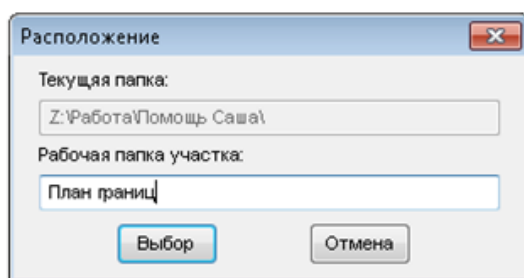 Расположение
Текущая папка:
Z:\Работа\Помощь Саша\
Рабочая папка участка:
План границ
Выбор Отмена